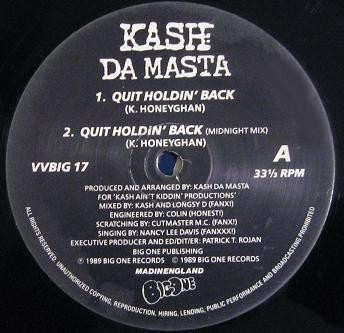 KASH
DA MASTA
1. QUIT HOLDIN' BACK
(K. HONEYGHAN)
2. QUIT HOLDiN' BACK (MIDNIGHT MIX)
(K. HONEYGHAN)
VVBIG 17
A
33⅓ RPM
PRODUCED AND ARRANGED BY: KASH DA MASTA
FOR 'KASH AIN'T KIDDIN' PRODUCTIONS'
MIXED BY: KASH AND LONGSY D (FANX!)
ENGINEERED BY: COLIN (HONEST!)
SCRATCHING BY: CUTMASTER M.C. (FANX!)
SINGING BY: NANCY LEE DAVIS (FANXXX!)
EXECUTIVE PRODUCER AND ED/DIT/ER: PATRICK T. ROJAN
BIG ONE PUBLISHING
℗ 1989 BIG ONE RECORDS © 1989 BIG ONE RECORDS
MADINENGLAND
BIG ONE
ALL RIGHTS RESERVED. UNAUTHORIZED COPYING, REPRODUCTION, HIRING, LENDING, PUBLIC PERFORMANCE AND BROADCASTING PROHIBITED